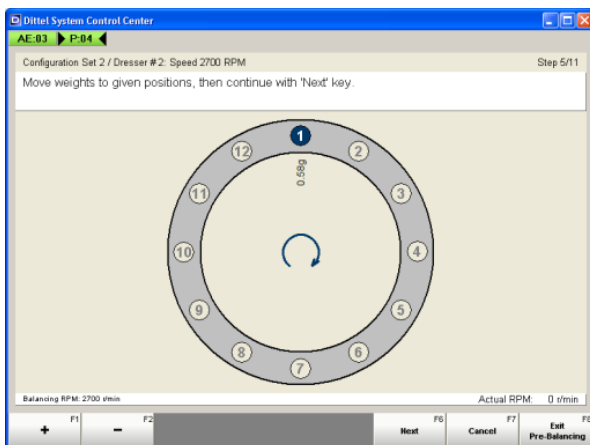 Dittel System Control Center
AE:03 P:04
Configuration Set 2 / Dresser #2: Speed 2700 RPM Step 5/11
Move weights to given positions, then continue with 'Next' key.
1
12 2
0.58g
11 3
10 4
9 5
8 6
7
Balancing RPM: 2700 r/min Actual RPM: 0 r/min
F1 F2 F6 F7 F8
+ - Next Cancel Exit
Pre-Balancing